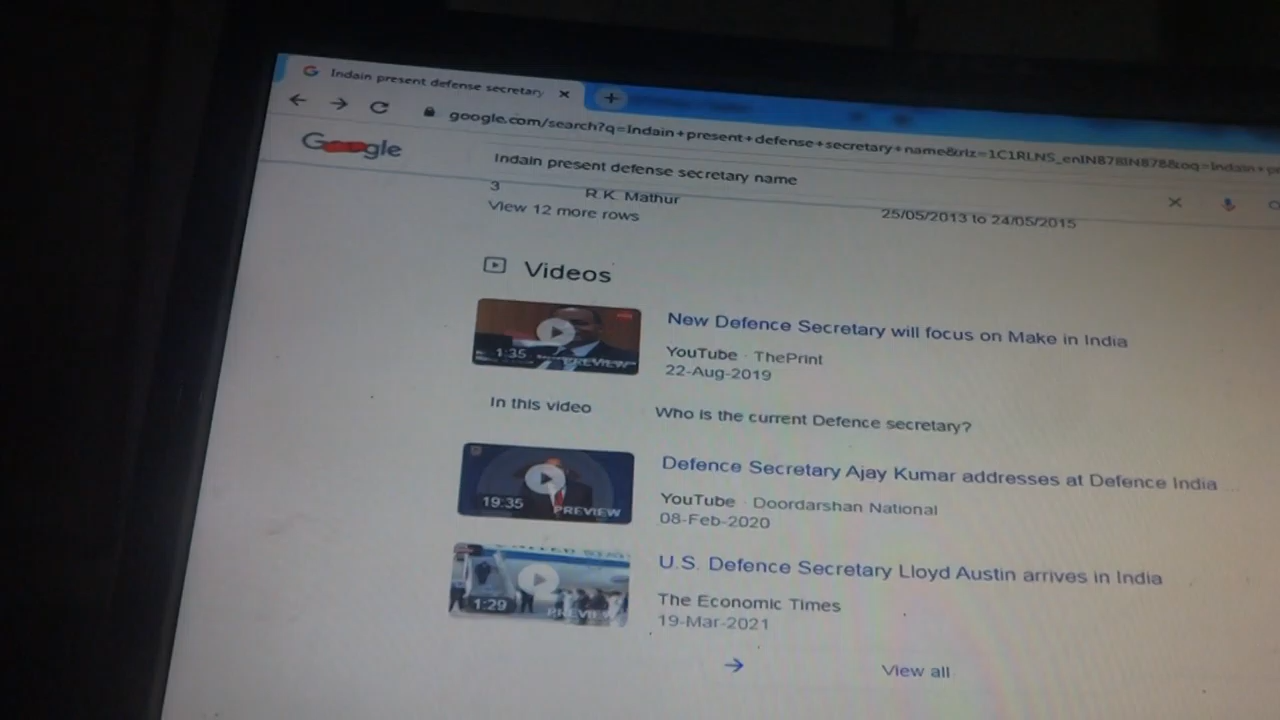 Indain present defense secretary
google.com/search?q=Indain+present+defense+secretary+name&rlz=1C1RLNS_enIN878IN878&oq=Indain+pr
Google
Indain present defense secretary name
3 R.K. Mathur 25/05/2013 to 24/05/2015
View 12 more rows
Videos
New Defence Secretary will focus on Make in India
1:35 PREVIEW
YouTube · ThePrint
22-Aug-2019
In this video Who is the current Defence secretary?
Defence Secretary Ajay Kumar addresses at Defence India ...
19:35 PREVIEW
YouTube · Doordarshan National
08-Feb-2020
U.S. Defence Secretary Lloyd Austin arrives in India
1:29 PREVIEW
The Economic Times
19-Mar-2021
View all